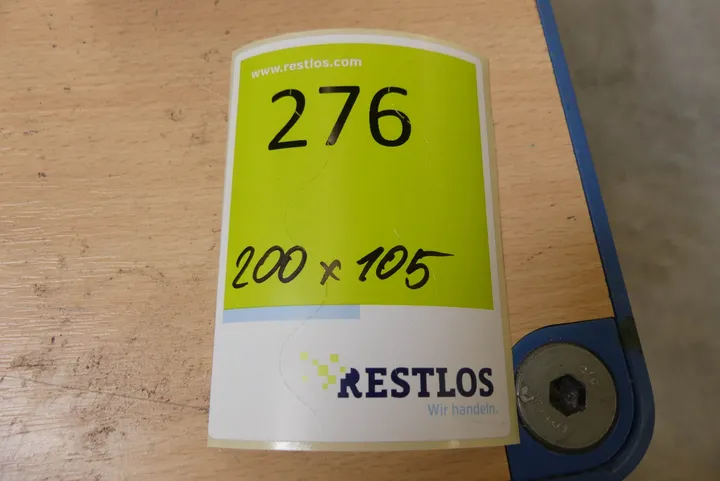 www.restlos.com
276
200 x 105
RESTLOS
Wir handeln.